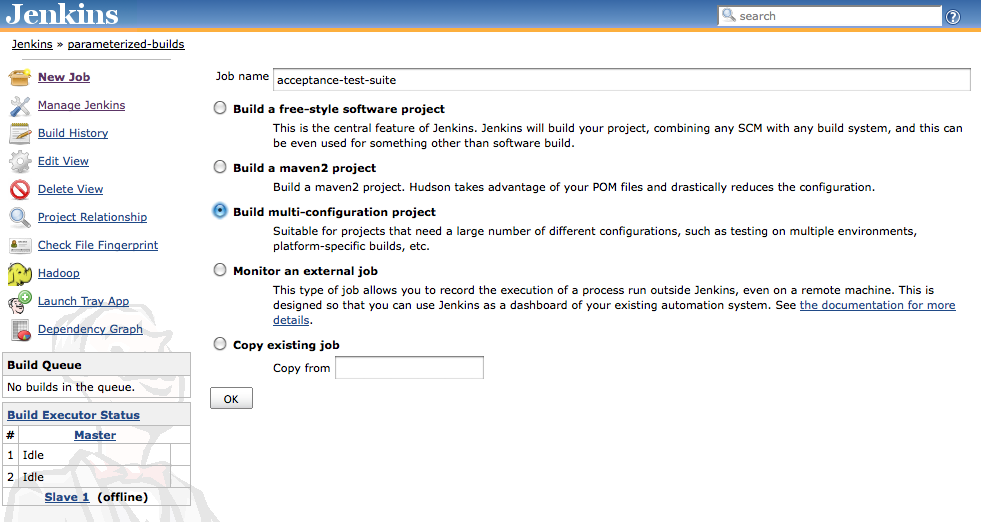 Jenkins
search
Jenkins » parameterized-builds
New Job
Manage Jenkins
Build History
Edit View
Delete View
Project Relationship
Check File Fingerprint
Hadoop
Launch Tray App
Dependency Graph
Build Queue
No builds in the queue.
Build Executor Status
# Master
1 Idle
2 Idle
Slave 1 (offline)
Job name acceptance-test-suite
Build a free-style software project
This is the central feature of Jenkins. Jenkins will build your project, combining any SCM with any build system, and this can
be even used for something other than software build.
Build a maven2 project
Build a maven2 project. Hudson takes advantage of your POM files and drastically reduces the configuration.
Build multi-configuration project
Suitable for projects that need a large number of different configurations, such as testing on multiple environments,
platform-specific builds, etc.
Monitor an external job
This type of job allows you to record the execution of a process run outside Jenkins, even on a remote machine. This is
designed so that you can use Jenkins as a dashboard of your existing automation system. See the documentation for more
details.
Copy existing job
Copy from
OK